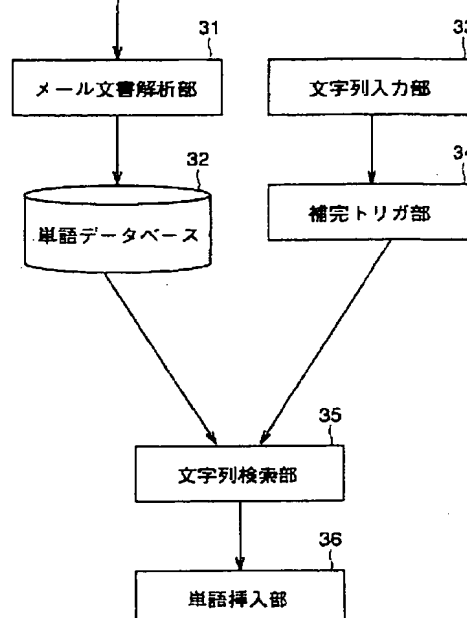 31
メール文書解析部
33
文字列入力部
32
単語データベース
34
補完トリガ部
35
文字列検索部
36
単語挿入部